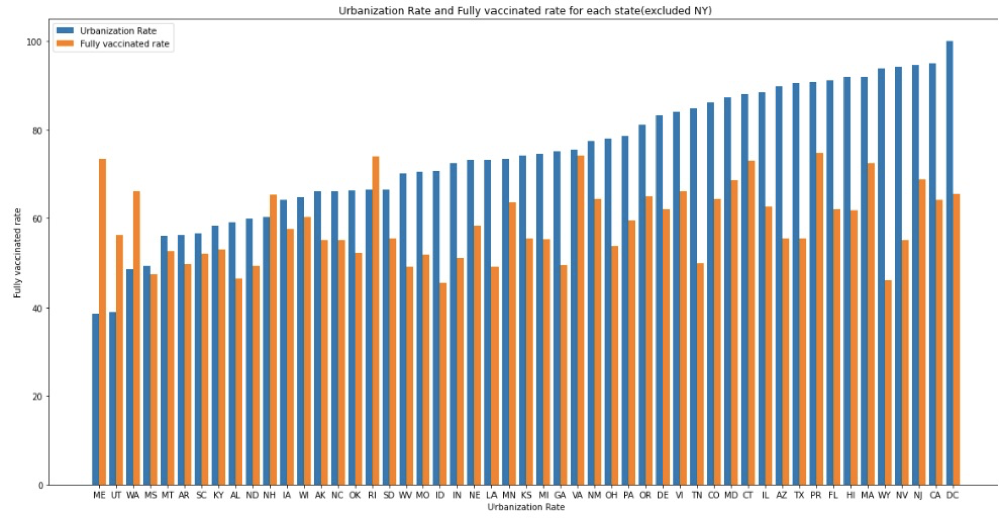 Urbanization Rate and Fully vaccinated rate for each state(excluded NY)
Urbanization Rate
Fully vaccinated rate
100
80
60
40
20
0
Fully vaccinated rate
ME UT WA MS MT AR SC KY AL ND NH IA WI AK NC OK RI SD WV MO ID IN NE LA MN KS MI GA VA NM OH PA OR DE VI TN CO MD CT IL AZ TX PR FL HI MA WY NV NJ CA DC
Urbanization Rate